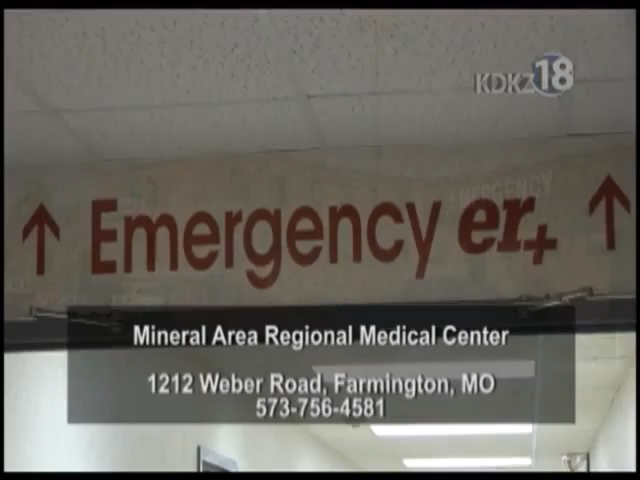 KDKZ 18
EMERGENCY
Emergency er+
Mineral Area Regional Medical Center
1212 Weber Road, Farmington, MO
573-756-4581